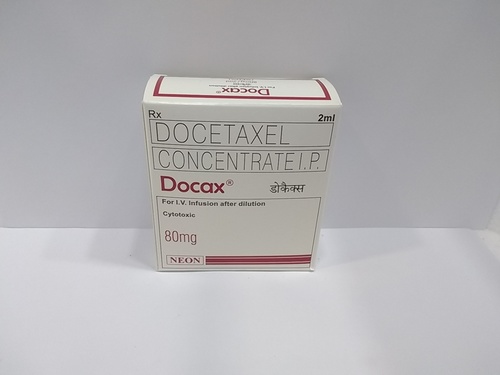 Docax®
Rx 2ml
DOCETAXEL
CONCENTRATE I.P.
Docax® डोकैक्स
For I.V. Infusion after dilution
Cytotoxic
80mg
NEON